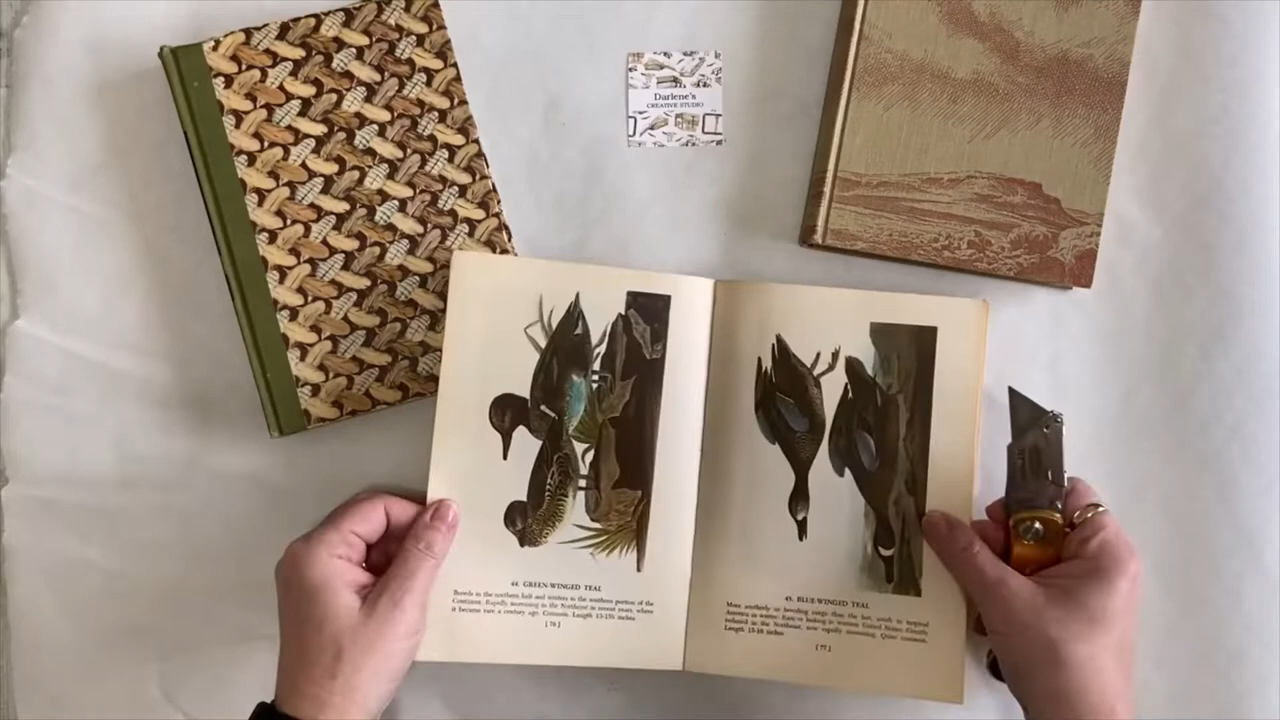 Darlene's
CREATIVE STUDIO
44. GREEN-WINGED TEAL
Breeds in the northern half and winters in the southern portion of the
Continent. Rapidly increasing in the Northeast in recent years, where
it became rare a century ago. Common. Length 13-15½ inches
[ 76 ]
45. BLUE-WINGED TEAL
More southerly in breeding range than the last, south to tropical
America in winter. Rare in
reduced in the Northeast, now rapidly increasing. Quite common.
Length 15-16 inches
[ 77 ]